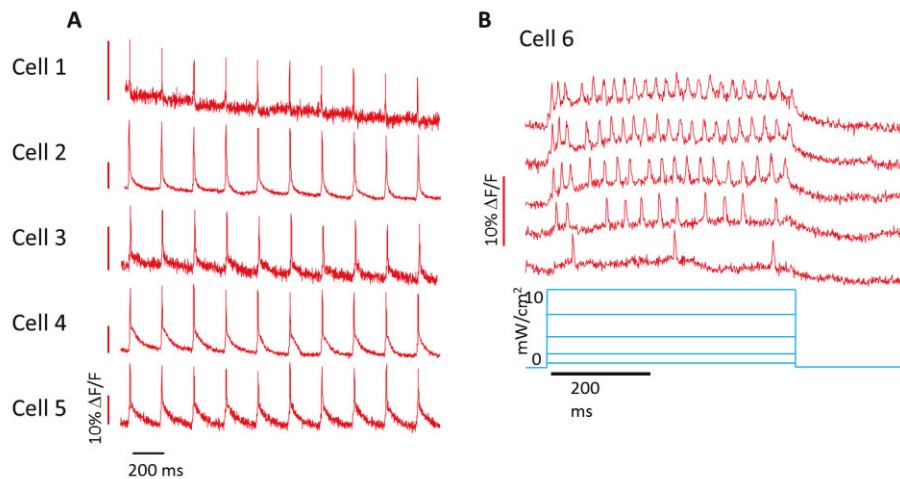 A
Cell 1
Cell 2
Cell 3
Cell 4
Cell 5
10% ΔF/F
200 ms
B
Cell 6
10% ΔF/F
10
0
mW/cm²
200
ms